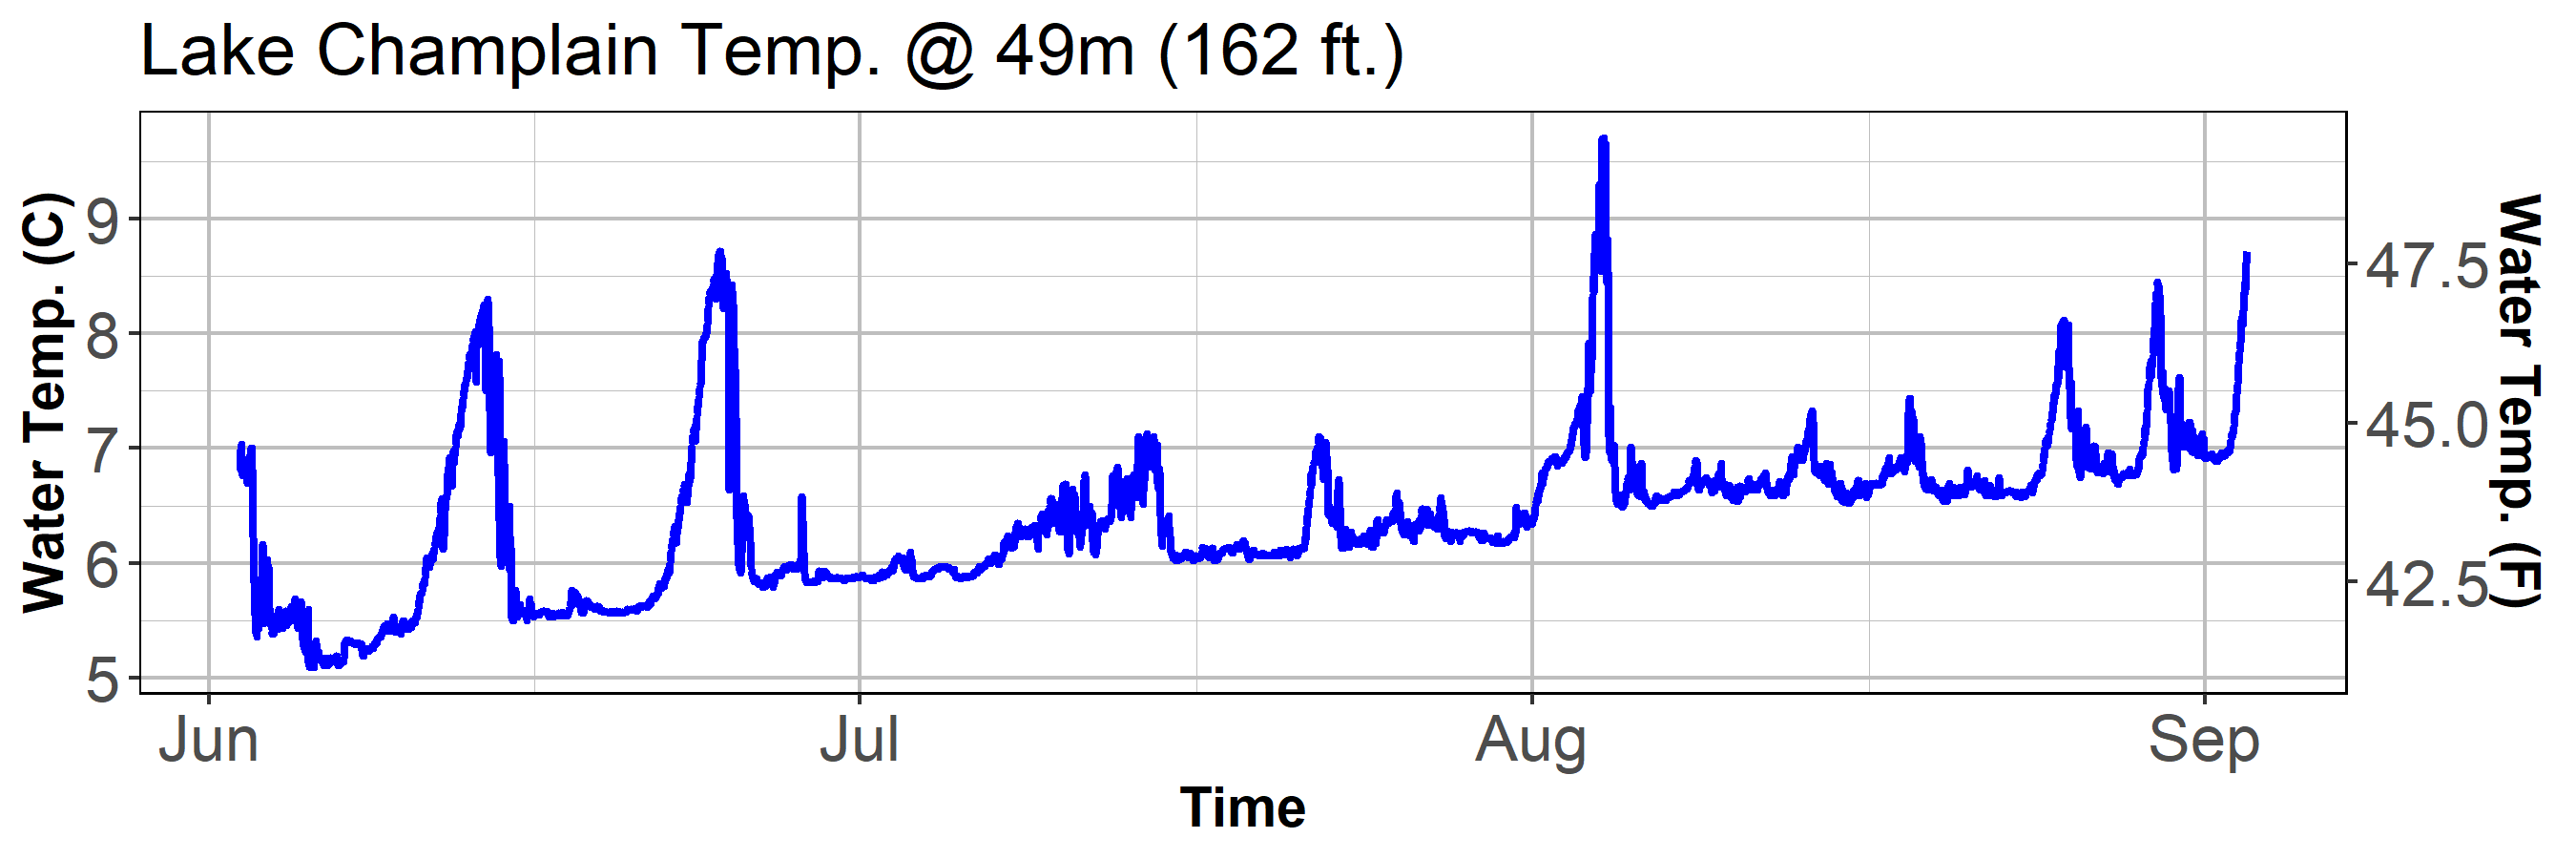 Lake Champlain Temp. @ 49m (162 ft.)
Water Temp. (C)
9
8
7
6
5
47.5
45.0
42.5
Water Temp. (F)
Jun Jul Aug Sep
Time